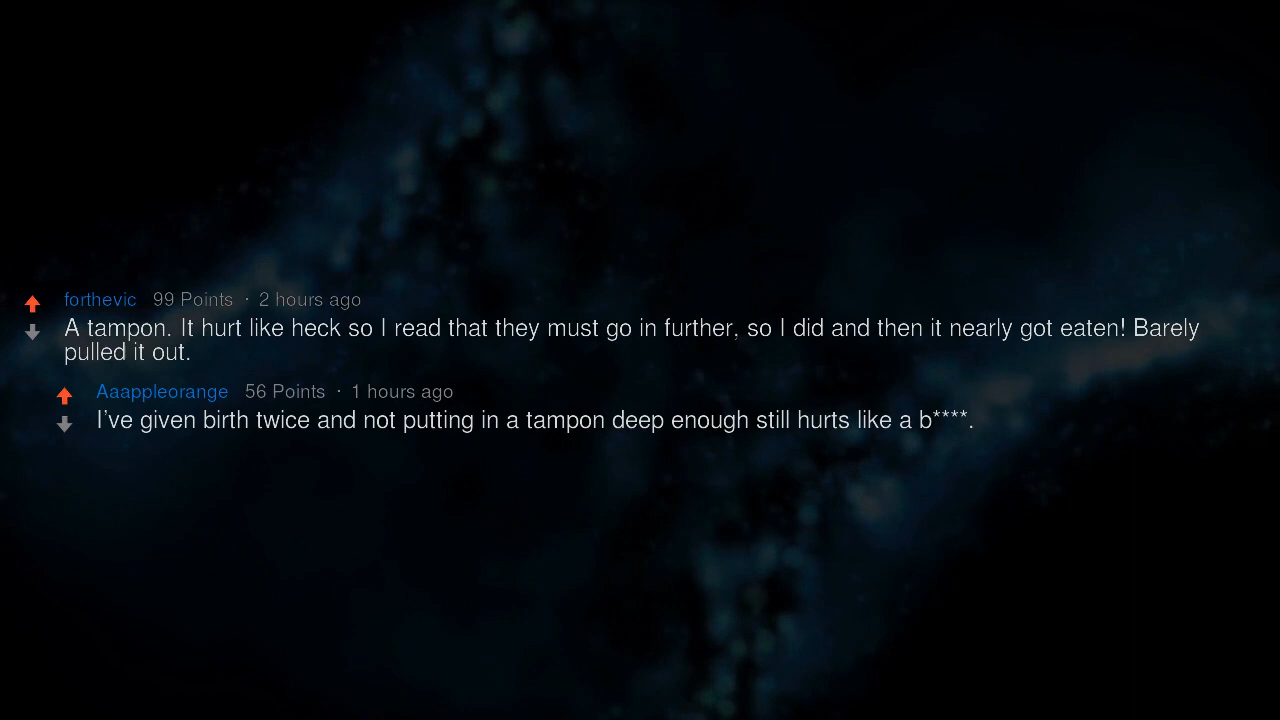 forthevic 99 Points · 2 hours ago
A tampon. It hurt like heck so I read that they must go in further, so I did and then it nearly got eaten! Barely
pulled it out.
Aaappleorange 56 Points · 1 hours ago
I've given birth twice and not putting in a tampon deep enough still hurts like a b****.